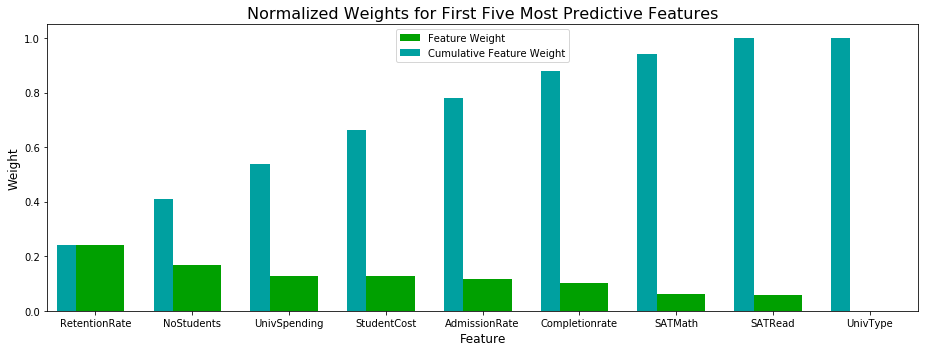 Normalized Weights for First Five Most Predictive Features
Feature Weight
Cumulative Feature Weight
Weight
1.0
0.8
0.6
0.4
0.2
0.0
RetentionRate NoStudents UnivSpending StudentCost AdmissionRate Completionrate SATMath SATRead UnivType
Feature